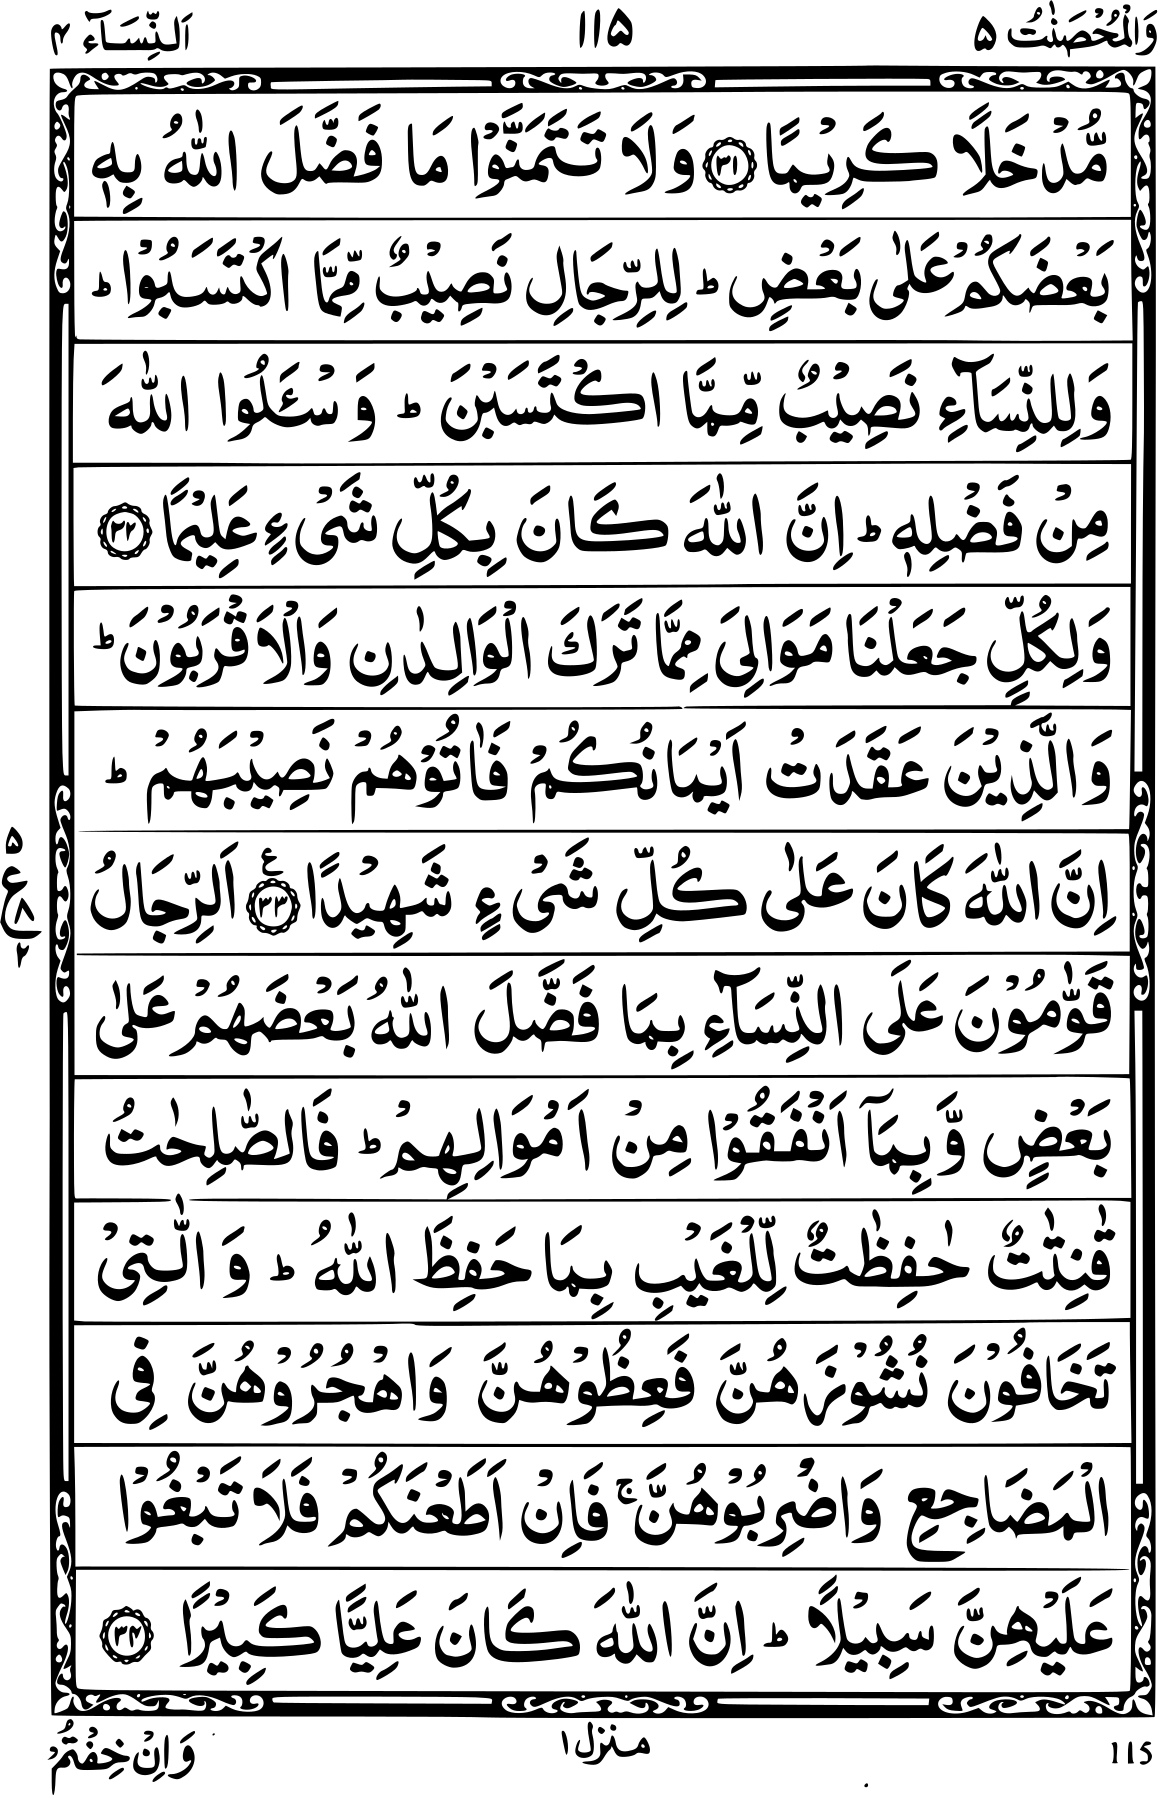 وَالْمُحْصَنٰتُ ۵ ۱۱۵ اَلنِّسَآء ۴
مُّدْخَلًا كَرِيْمًا ۳۱ وَلَا تَتَمَنَّوْا مَا فَضَّلَ اللّٰهُ بِهٖ
بَعْضَكُمْ عَلٰى بَعْضٍ ؕ لِلرِّجَالِ نَصِيْبٌ مِّمَّا اكْتَسَبُوْا ؕ
وَلِلنِّسَآءِ نَصِيْبٌ مِّمَّا اكْتَسَبْنَ ؕ وَسْـَٔلُوا اللّٰهَ
مِنْ فَضْلِهٖ ؕ اِنَّ اللّٰهَ كَانَ بِكُلِّ شَىْءٍ عَلِيْمًا ۳۲
وَلِكُلٍّ جَعَلْنَا مَوَالِىَ مِمَّا تَرَكَ الْوَالِدٰنِ وَالْاَقْرَبُوْنَ ؕ
وَالَّذِيْنَ عَقَدَتْ اَيْمَانُكُمْ فَاٰتُوْهُمْ نَصِيْبَهُمْ ؕ
اِنَّ اللّٰهَ كَانَ عَلٰى كُلِّ شَىْءٍ شَهِيْدًا ۳۳ ع اَلرِّجَالُ
۵
ع
۸
۲
قَوّٰمُوْنَ عَلَى النِّسَآءِ بِمَا فَضَّلَ اللّٰهُ بَعْضَهُمْ عَلٰى
بَعْضٍ وَّبِمَآ اَنْفَقُوْا مِنْ اَمْوَالِهِمْ ؕ فَالصّٰلِحٰتُ
قٰنِتٰتٌ حٰفِظٰتٌ لِّلْغَيْبِ بِمَا حَفِظَ اللّٰهُ ؕ وَالّٰتِىْ
تَخَافُوْنَ نُشُوْزَهُنَّ فَعِظُوْهُنَّ وَاهْجُرُوْهُنَّ فِى
الْمَضَاجِعِ وَاضْرِبُوْهُنَّ ۚ فَاِنْ اَطَعْنَكُمْ فَلَا تَبْغُوْا
عَلَيْهِنَّ سَبِيْلًا ؕ اِنَّ اللّٰهَ كَانَ عَلِيًّا كَبِيْرًا ۳۴
115 منزل ۱ وَاِنْ خِفْتُمْ